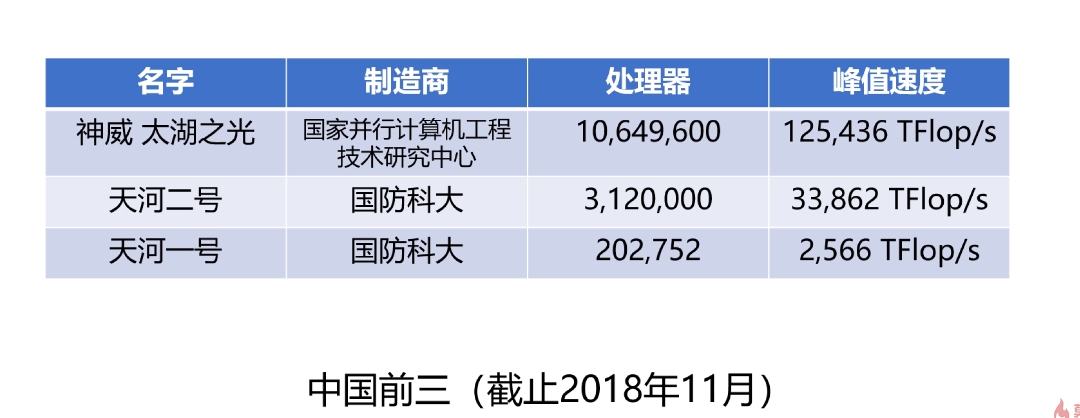 名字 制造商 处理器 峰值速度
神威 太湖之光 国家并行计算机工程 10,649,600 125,436 TFlop/s
技术研究中心
天河二号 国防科大 3,120,000 33,862 TFlop/s
天河一号 国防科大 202,752 2,566 TFlop/s
中国前三（截止2018年11月）